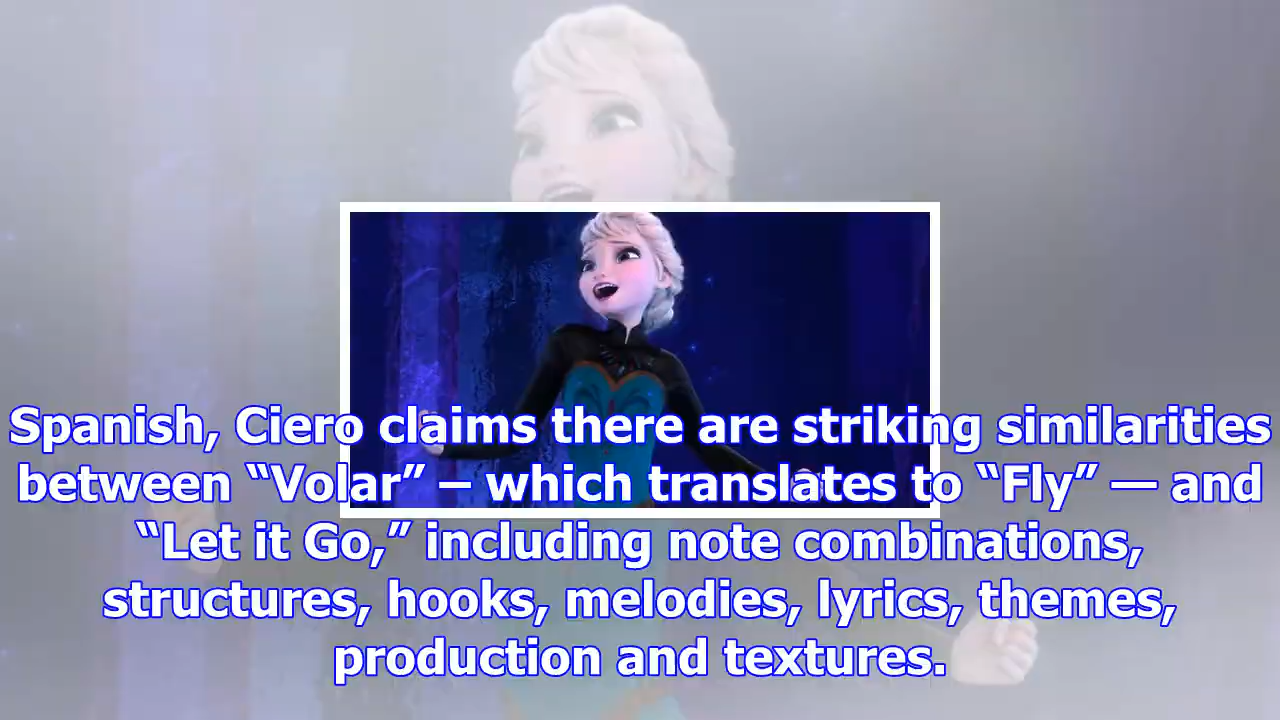 Spanish, Ciero claims there are striking similarities
between “Volar” – which translates to “Fly” — and
“Let it Go,” including note combinations,
structures, hooks, melodies, lyrics, themes,
production and textures.